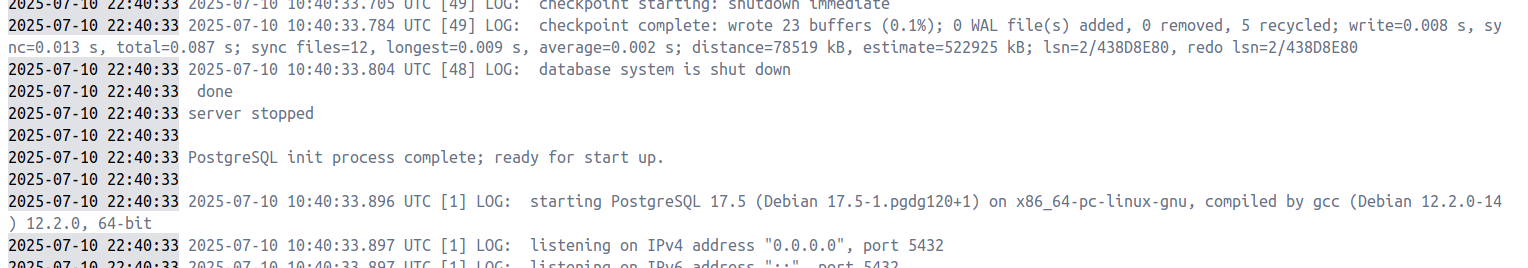 2025-07-10 22:40:33 2025-07-10 10:40:33.705 UTC [49] LOG:  checkpoint starting: shutdown immediate
2025-07-10 22:40:33 2025-07-10 10:40:33.784 UTC [49] LOG:  checkpoint complete: wrote 23 buffers (0.1%); 0 WAL file(s) added, 0 removed, 5 recycled; write=0.008 s, sy
nc=0.013 s, total=0.087 s; sync files=12, longest=0.009 s, average=0.002 s; distance=78519 kB, estimate=522925 kB; lsn=2/438D8E80, redo lsn=2/438D8E80
2025-07-10 22:40:33 2025-07-10 10:40:33.804 UTC [48] LOG:  database system is shut down
2025-07-10 22:40:33  done
2025-07-10 22:40:33 server stopped
2025-07-10 22:40:33
2025-07-10 22:40:33 PostgreSQL init process complete; ready for start up.
2025-07-10 22:40:33
2025-07-10 22:40:33 2025-07-10 10:40:33.896 UTC [1] LOG:  starting PostgreSQL 17.5 (Debian 17.5-1.pgdg120+1) on x86_64-pc-linux-gnu, compiled by gcc (Debian 12.2.0-14
) 12.2.0, 64-bit
2025-07-10 22:40:33 2025-07-10 10:40:33.897 UTC [1] LOG:  listening on IPv4 address "0.0.0.0", port 5432
2025-07-10 22:40:33 2025-07-10 10:40:33.897 UTC [1] LOG:  listening on IPv6 address "::", port 5432